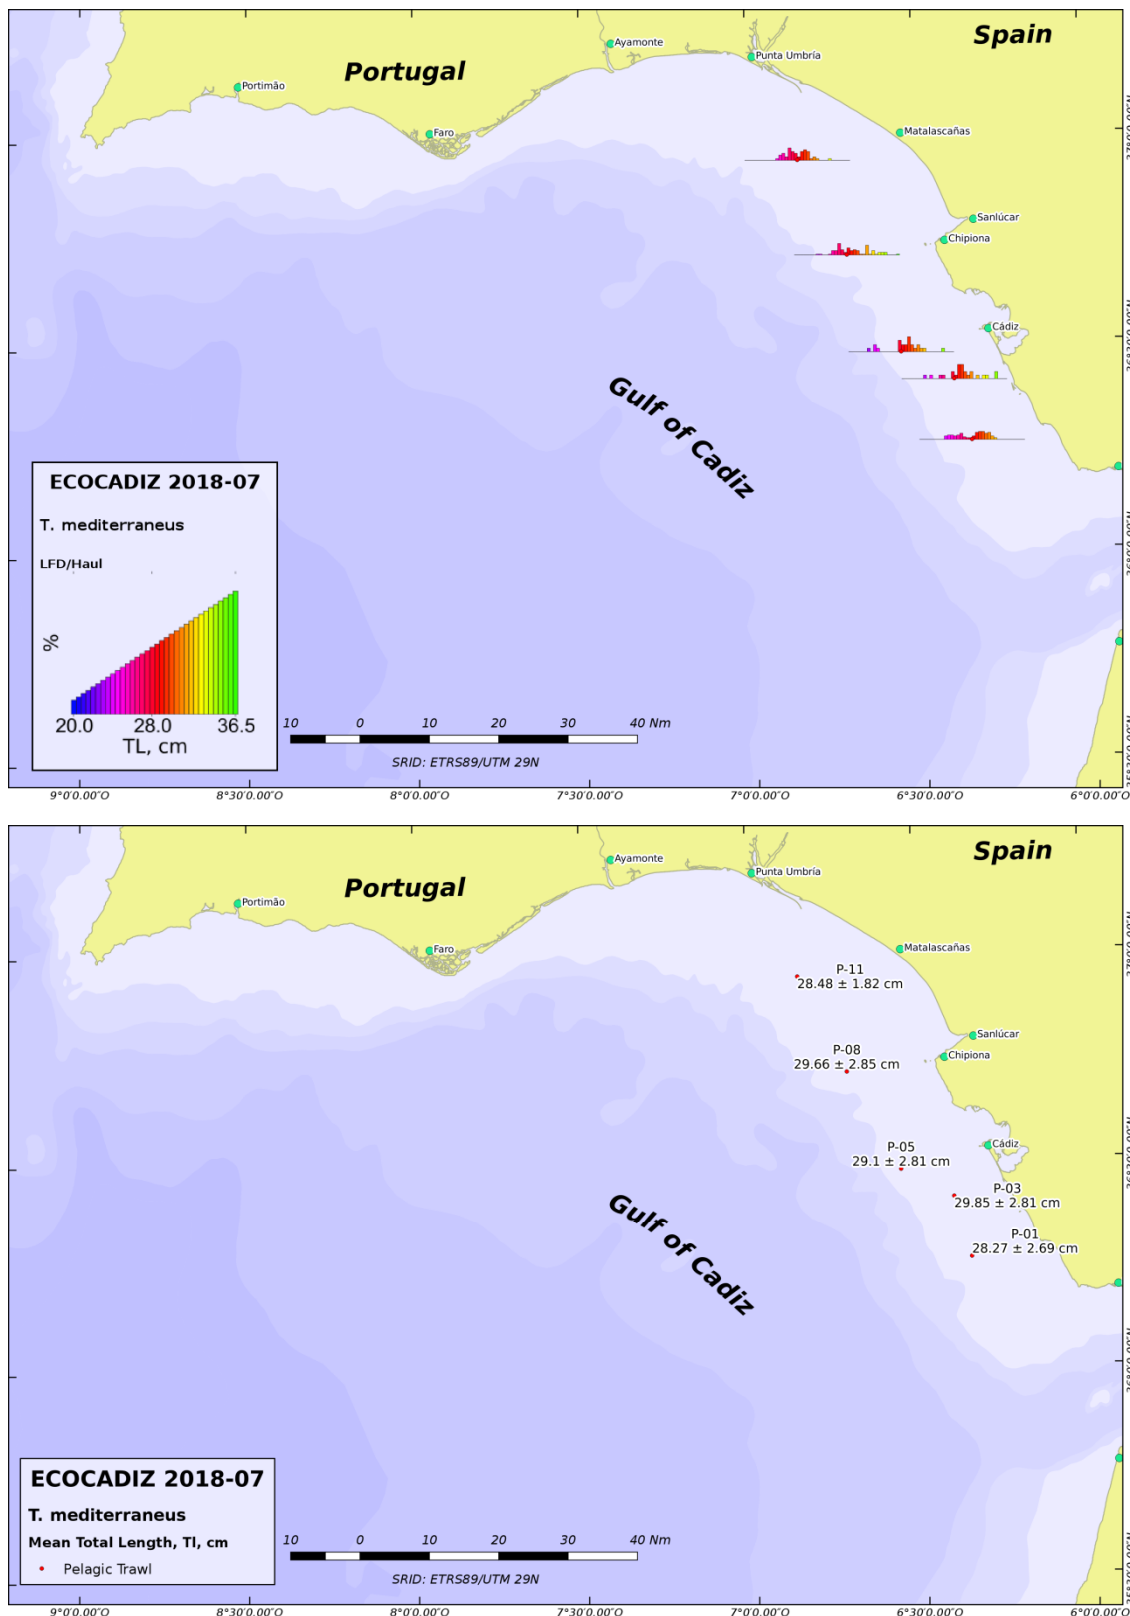 Spain
Portugal
Ayamonte
Punta Umbría
Portimão
Faro
Matalascañas
Sanlúcar
Chipiona
Cádiz
Gulf of Cadiz
ECOCADIZ 2018-07
T. mediterraneus
LFD/Haul
%
20.0 28.0 36.5
TL, cm
10 0 10 20 30 40 Nm
SRID: ETRS89/UTM 29N
9°0′0.00″O 8°30′0.00″O 8°0′0.00″O 7°30′0.00″O 7°0′0.00″O 6°30′0.00″O 6°0′0.00″O
Spain
Portugal
Ayamonte
Punta Umbría
Portimão
Faro
Matalascañas
P-11
28.48 ± 1.82 cm
Sanlúcar
Chipiona
P-08
29.66 ± 2.85 cm
Cádiz
P-05
29.1 ± 2.81 cm
P-03
29.85 ± 2.81 cm
P-01
28.27 ± 2.69 cm
Gulf of Cadiz
ECOCADIZ 2018-07
T. mediterraneus
Mean Total Length, Tl, cm
Pelagic Trawl
10 0 10 20 30 40 Nm
SRID: ETRS89/UTM 29N
9°0′0.00″O 8°30′0.00″O 8°0′0.00″O 7°30′0.00″O 7°0′0.00″O 6°30′0.00″O 6°0′0.00″O